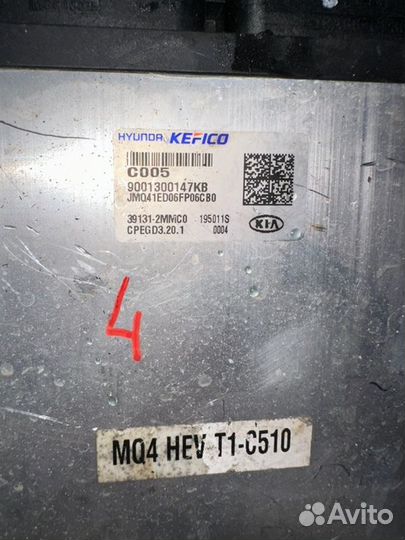 HYUNDAI KEFICO
C005
9001300147KB
JMQ41ED06FP06CB0
39131-2MMC0 195011S
CPEGD3.20.1 0004
KIA
4
MQ4 HEV T1-C510
Avito